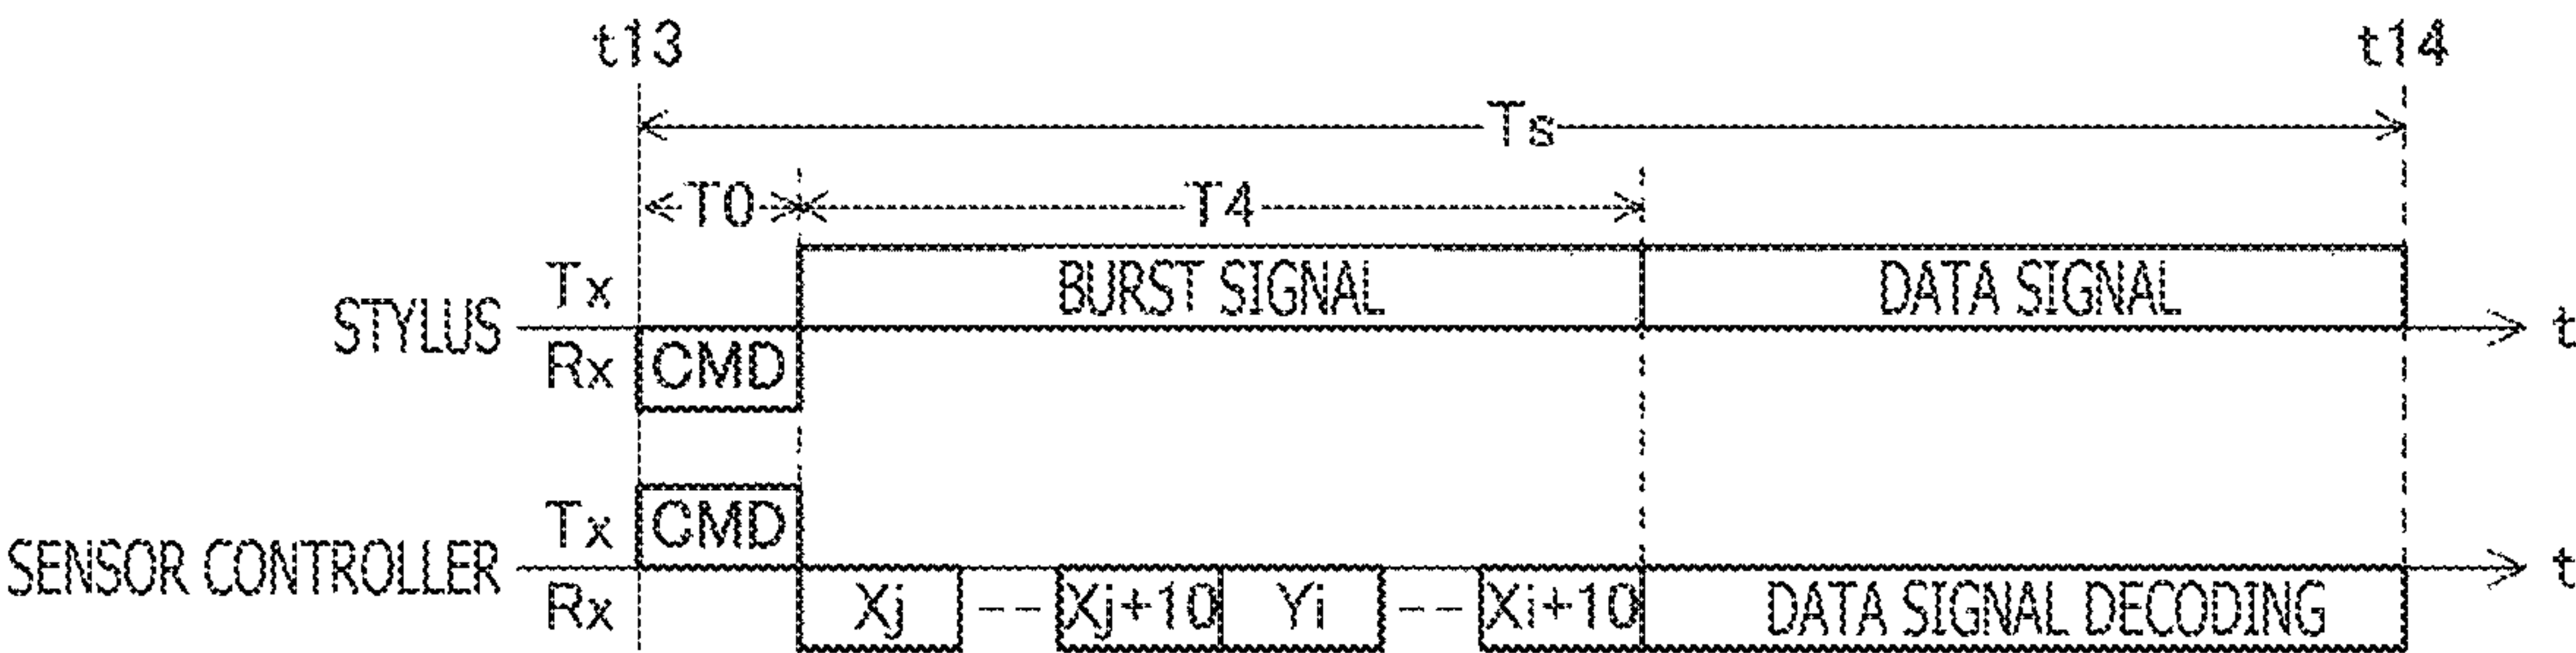 t13 t14
Ts
T0 T4
Tx BURST SIGNAL DATA SIGNAL
STYLUS t
Rx CMD
Tx CMD
SENSOR CONTROLLER t
Rx Xj -- Xj+10 Yi -- Xi+10 DATA SIGNAL DECODING